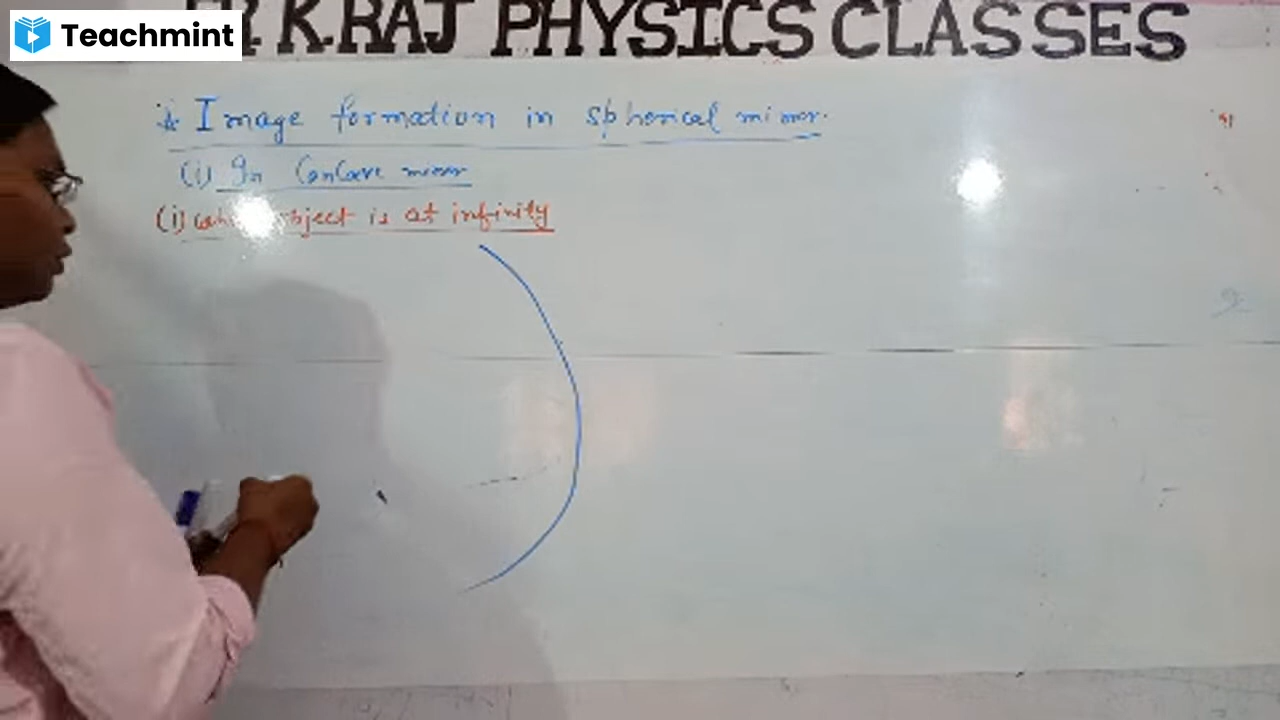 Teachmint
K.RAJ PHYSICS CLASSES
Image formation in spherical mirror.
(i) In Concave mirror
(i) object is at infinity